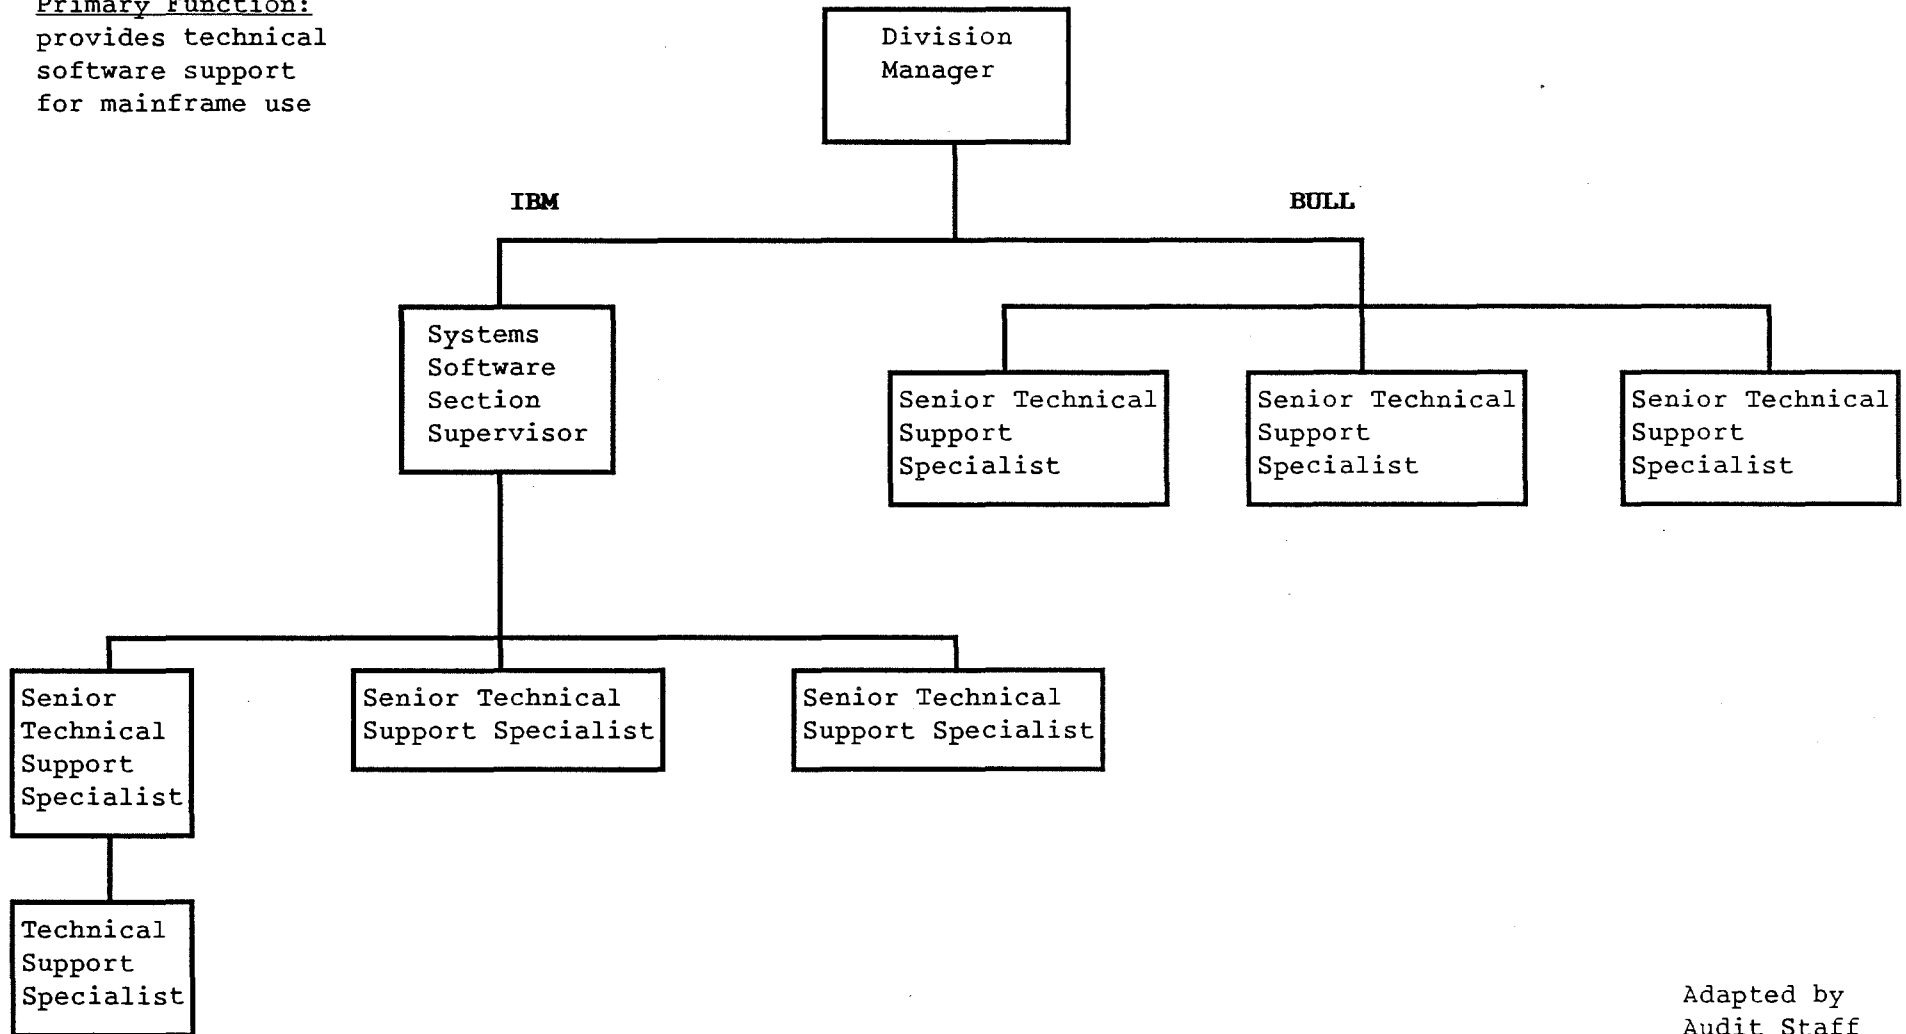 Primary Function:
provides technical
software support
for mainframe use
Division
Manager
IBM
BULL
Systems
Software
Section
Supervisor
Senior Technical
Support
Specialist
Senior Technical
Support
Specialist
Senior Technical
Support
Specialist
Senior
Technical
Support
Specialist
Senior Technical
Support Specialist
Senior Technical
Support Specialist
Technical
Support
Specialist
Adapted by
Audit Staff